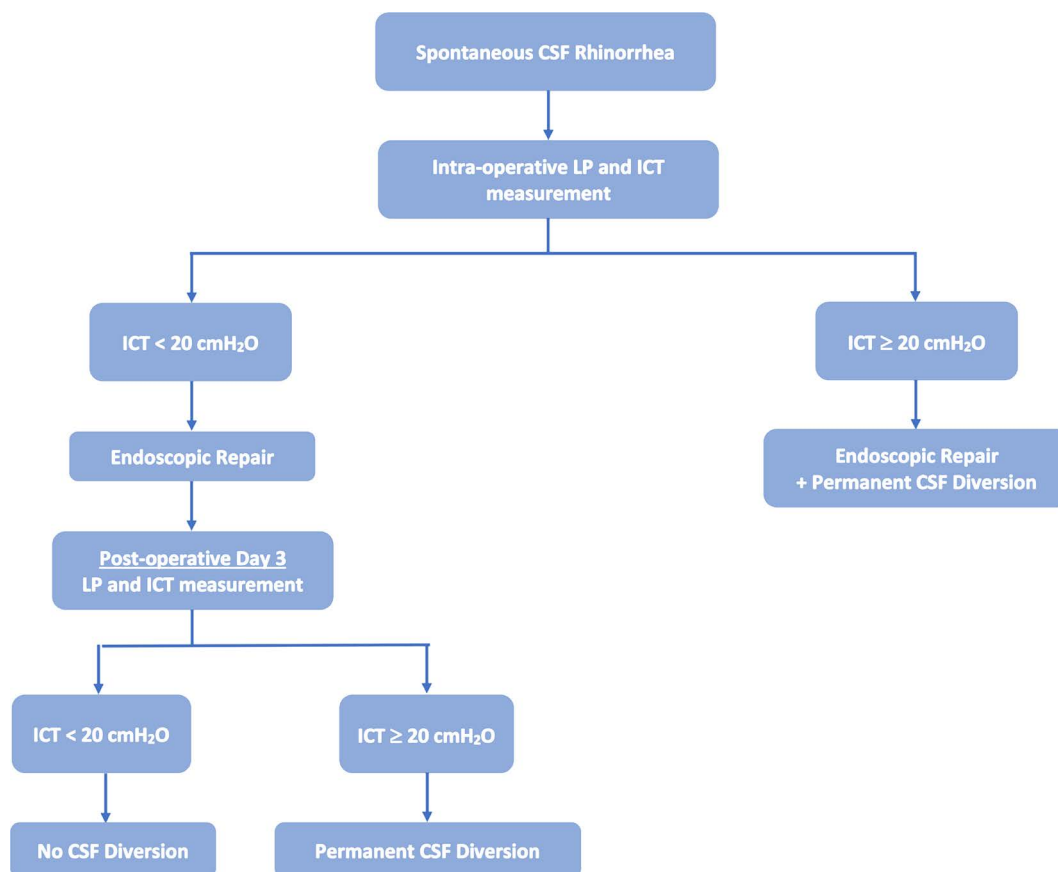 Spontaneous CSF Rhinorrhea
Intra-operative LP and ICT
measurement
ICT < 20 cmH₂O
ICT ≥ 20 cmH₂O
Endoscopic Repair
Endoscopic Repair
+ Permanent CSF Diversion
Post-operative Day 3
LP and ICT measurement
ICT < 20 cmH₂O
ICT ≥ 20 cmH₂O
No CSF Diversion
Permanent CSF Diversion